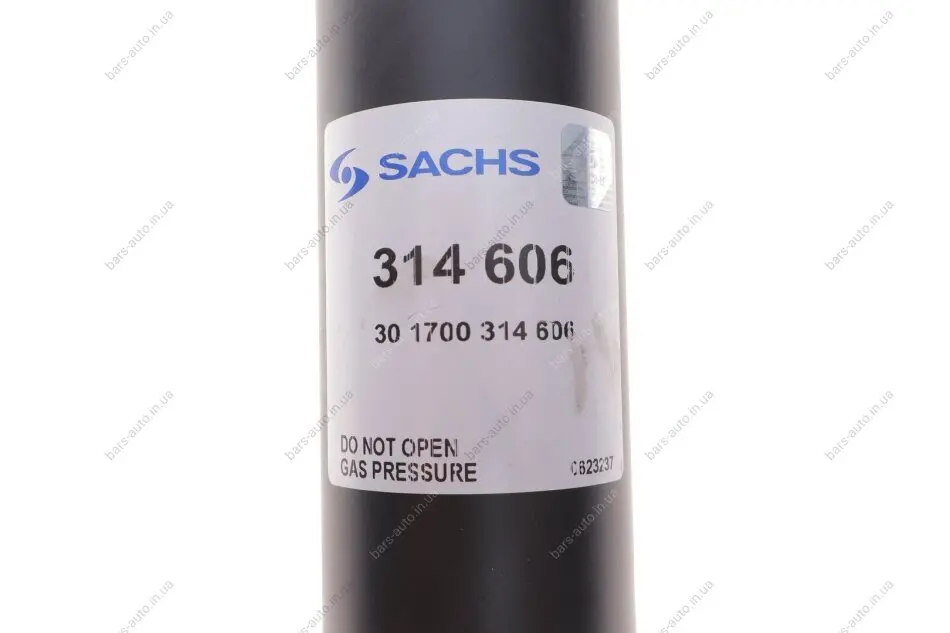 SACHS
314 606
30 1700 314 606
DO NOT OPEN
GAS PRESSURE
C623237
bars-auto.in.ua